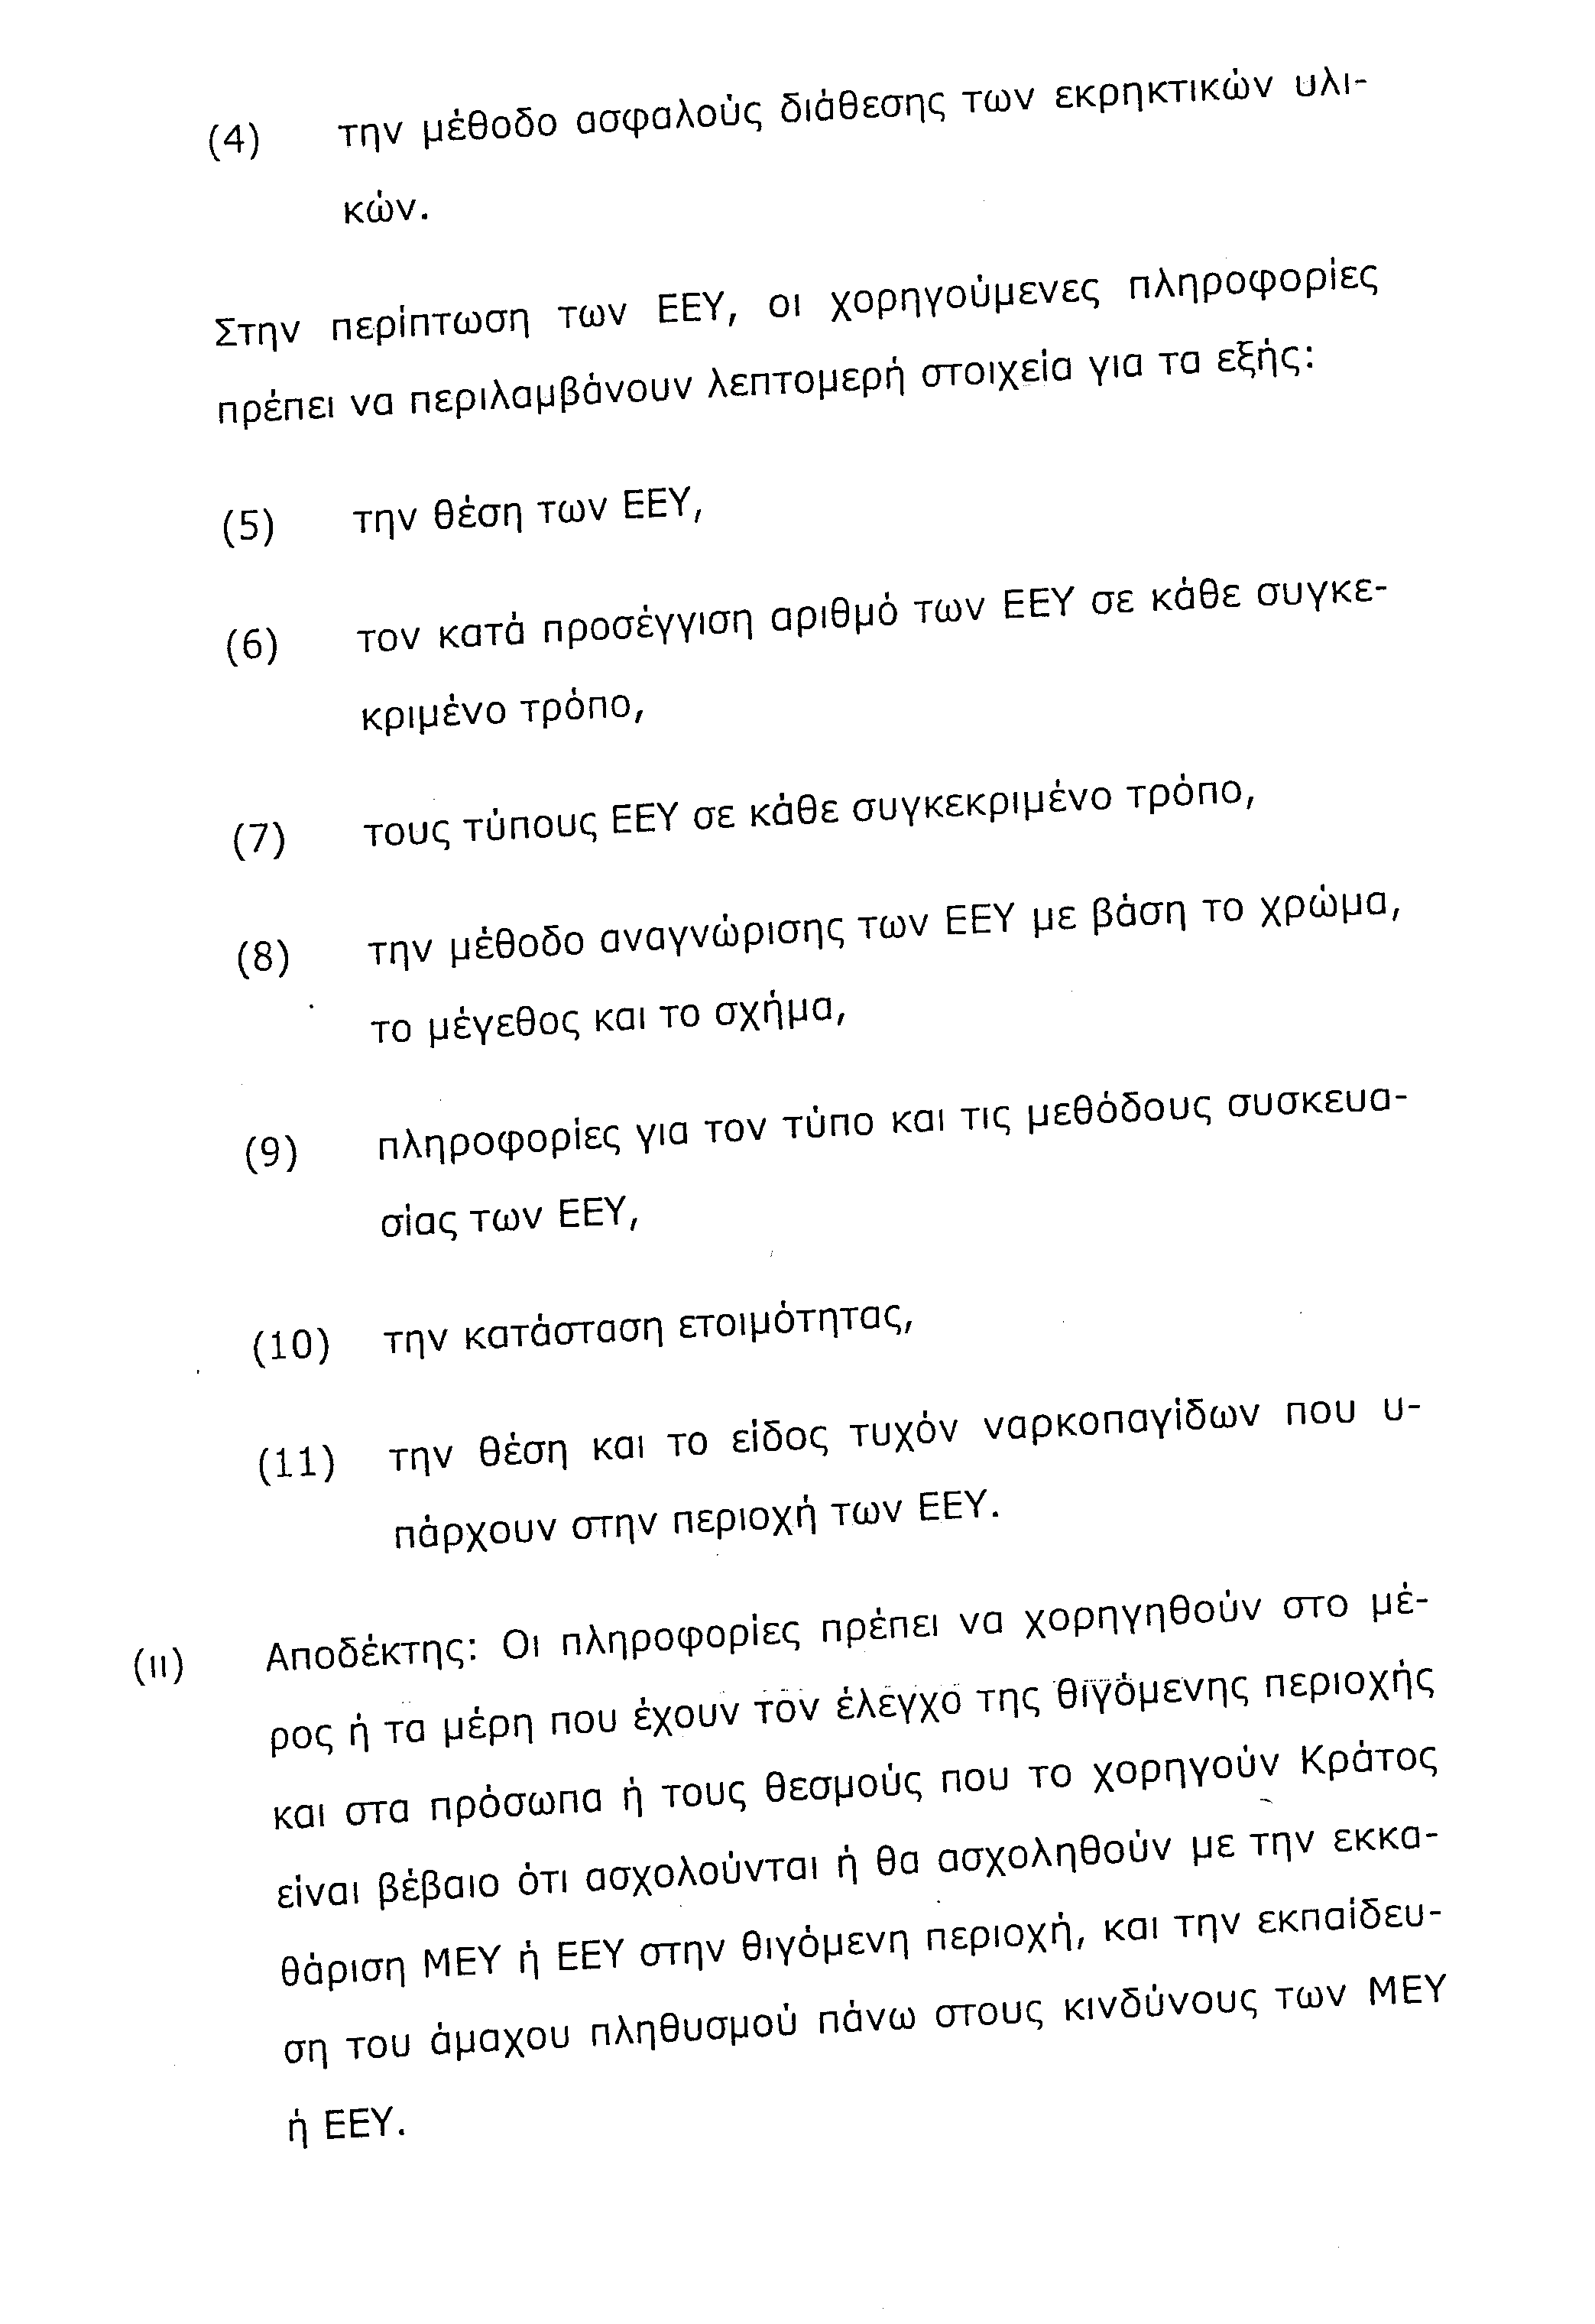 (4) την μέθοδο ασφαλούς διάθεσης των εκρηκτικών υλι-
κών.
Στην περίπτωση των ΕΕΥ, οι χορηγούμενες πληροφορίες
πρέπει να περιλαμβάνουν λεπτομερή στοιχεία για τα εξής:
(5) την θέση των ΕΕΥ,
(6) τον κατά προσέγγιση αριθμό των ΕΕΥ σε κάθε συγκε-
κριμένο τρόπο,
(7) τους τύπους ΕΕΥ σε κάθε συγκεκριμένο τρόπο,
(8) την μέθοδο αναγνώρισης των ΕΕΥ με βάση το χρώμα,
το μέγεθος και το σχήμα,
(9) πληροφορίες για τον τύπο και τις μεθόδους συσκευα-
σίας των ΕΕΥ,
(10) την κατάσταση ετοιμότητας,
(11) την θέση και το είδος τυχόν ναρκοπαγίδων που υ-
πάρχουν στην περιοχή των ΕΕΥ.
(ιι) Αποδέκτης: Οι πληροφορίες πρέπει να χορηγηθούν στο μέ-
ρος ή τα μέρη που έχουν τον έλεγχο της θιγόμενης περιοχής
και στα πρόσωπα ή τους θεσμούς που το χορηγούν Κράτος
είναι βέβαιο ότι ασχολούνται ή θα ασχοληθούν με την εκκα-
θάριση ΜΕΥ ή ΕΕΥ στην θιγόμενη περιοχή, και την εκπαίδευ-
ση του άμαχου πληθυσμού πάνω στους κινδύνους των ΜΕΥ
ή ΕΕΥ.